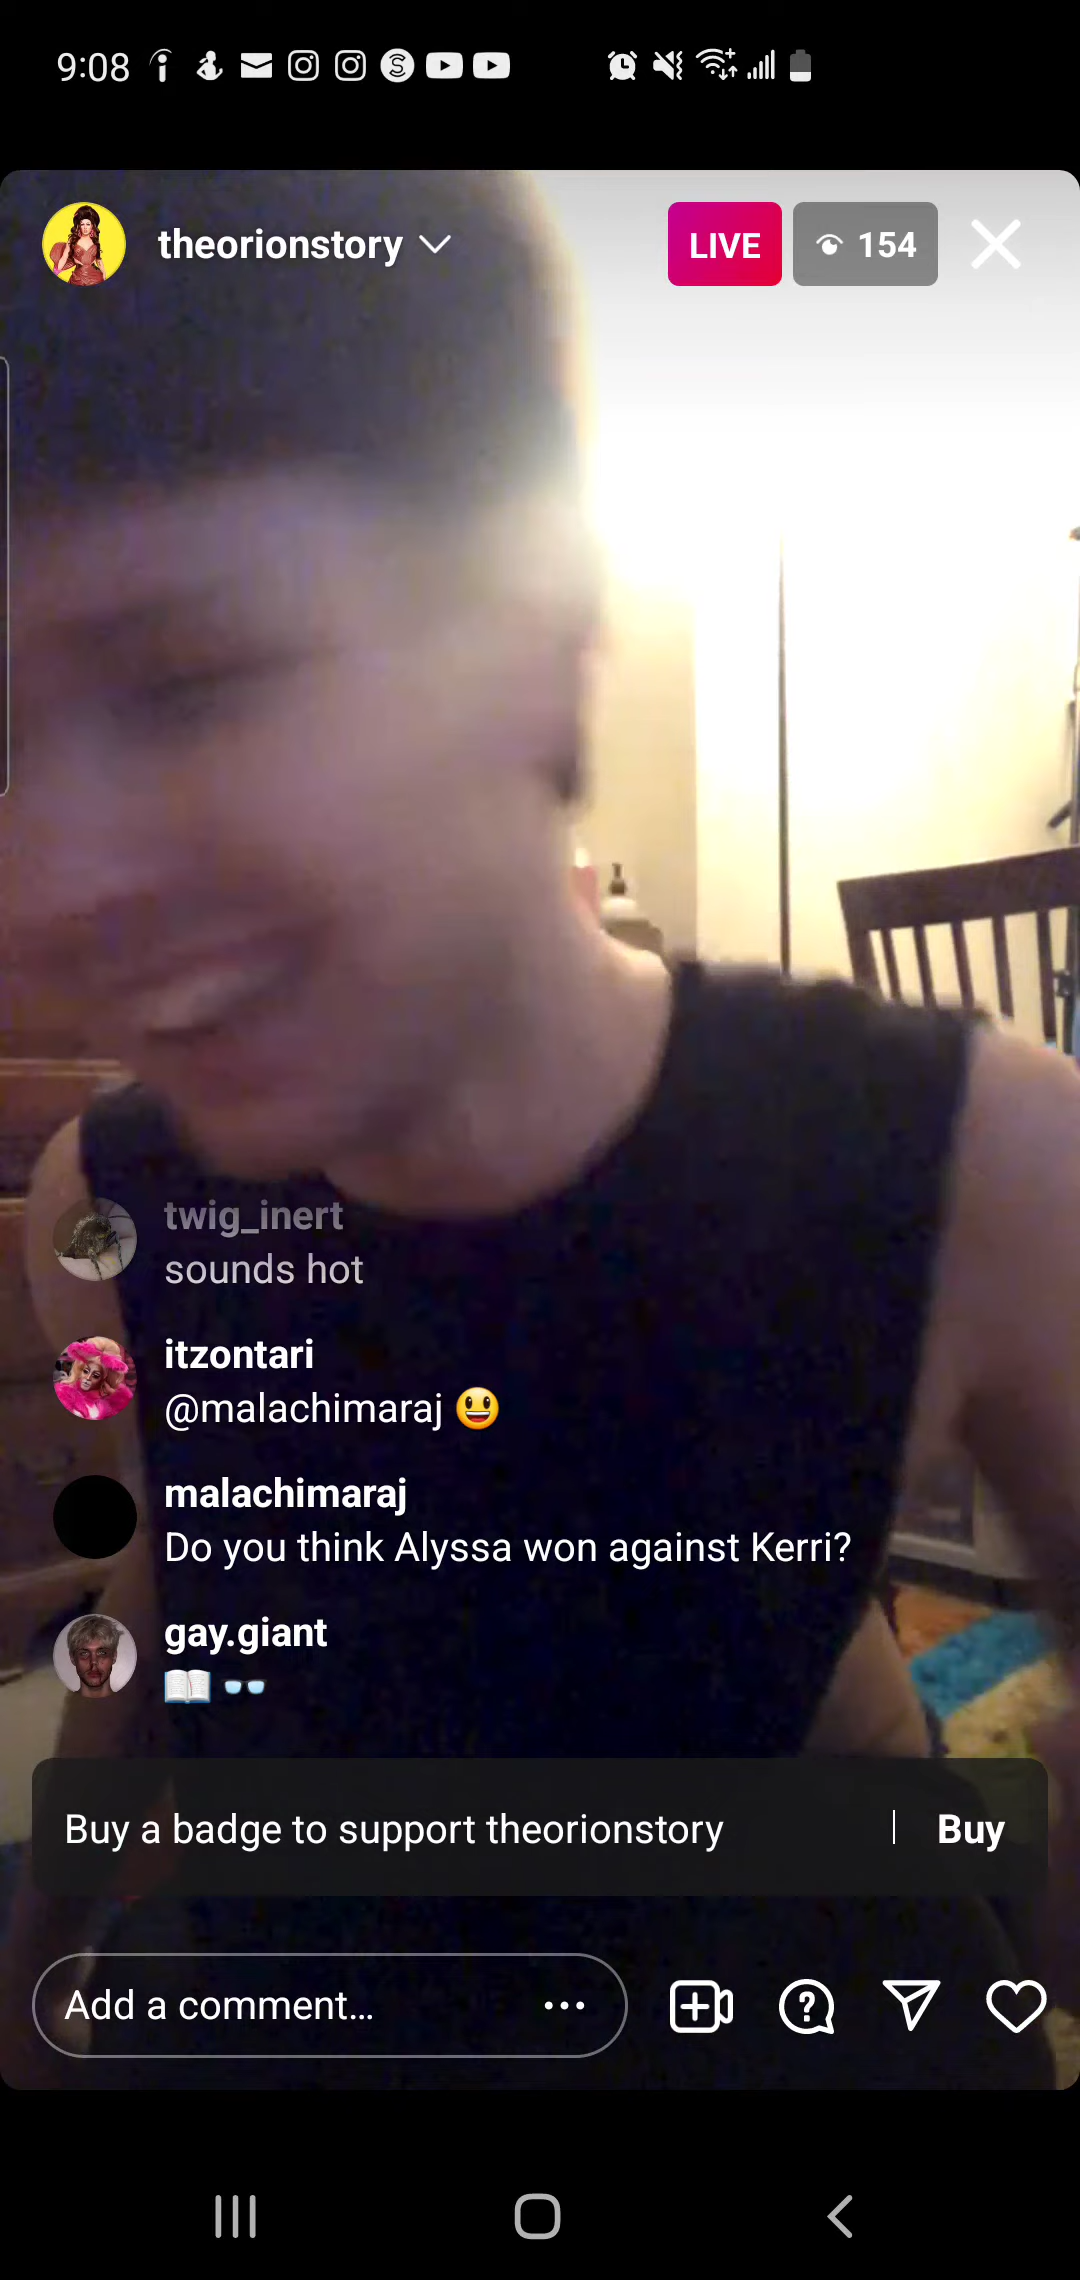 9:08
theorionstory
LIVE
154
twig_inert
sounds hot
itzontari
@malachimaraj 😃
malachimaraj
Do you think Alyssa won against Kerri?
gay.giant
📖 👓
Buy a badge to support theorionstory | Buy
Add a comment...